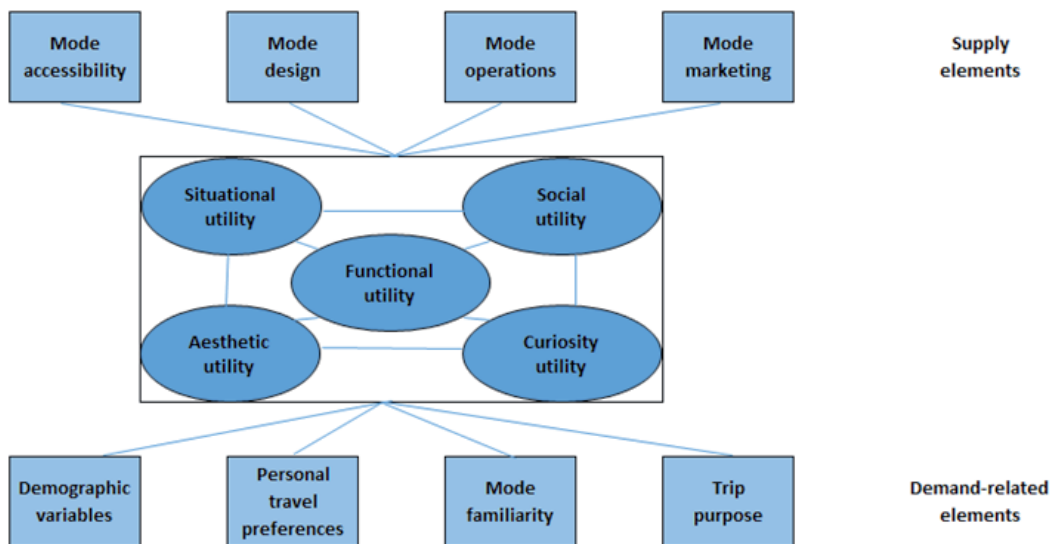 Mode
accessibility
Mode
design
Mode
operations
Mode
marketing
Supply
elements
Situational
utility
Social
utility
Functional
utility
Aesthetic
utility
Curiosity
utility
Demographic
variables
Personal
travel
preferences
Mode
familiarity
Trip
purpose
Demand-related
elements